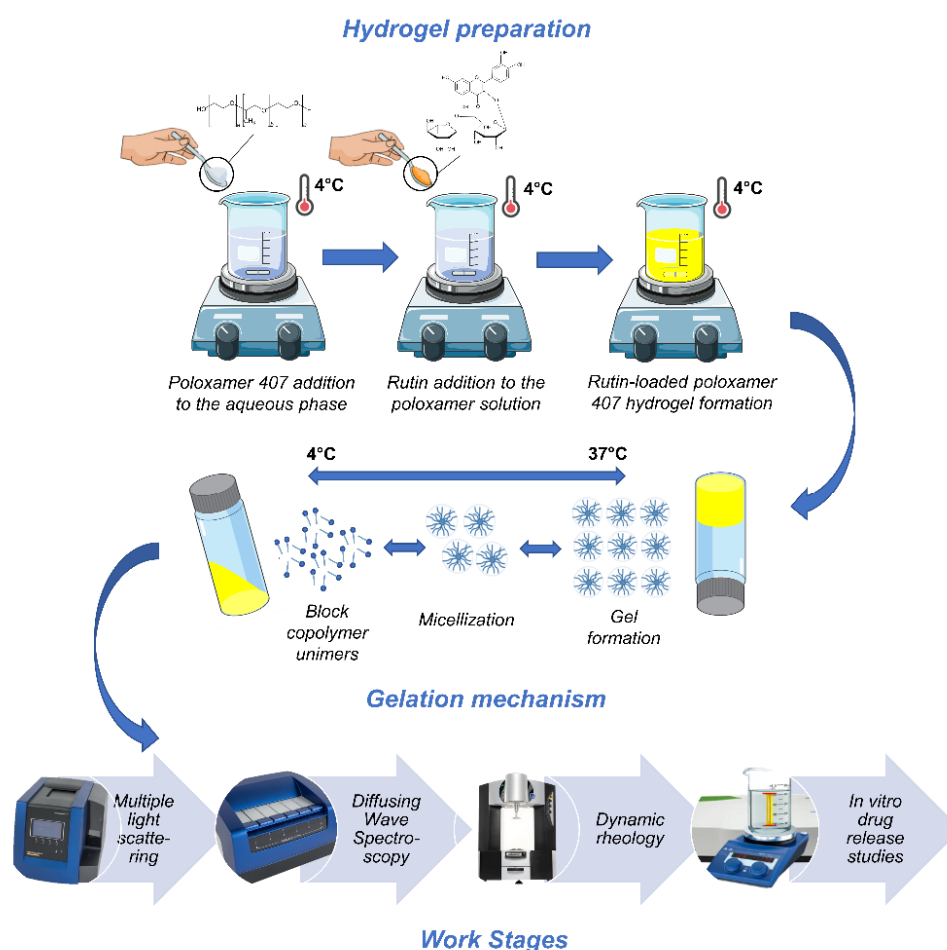 Hydrogel preparation
4°C
4°C
4°C
Poloxamer 407 addition
to the aqueous phase
Rutin addition to the
poloxamer solution
Rutin-loaded poloxamer
407 hydrogel formation
4°C
37°C
Block
copolymer
unimers
Micellization
Gel
formation
Gelation mechanism
Multiple
light
scatte-
ring
Diffusing
Wave
Spectro-
scopy
Dynamic
rheology
In vitro
drug
release
studies
Work Stages